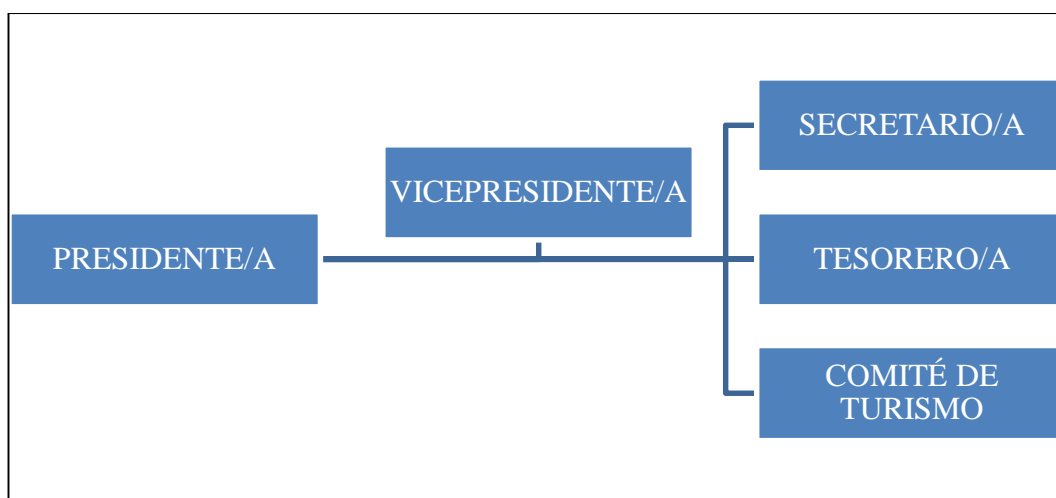 PRESIDENTE/A
VICEPRESIDENTE/A
SECRETARIO/A
TESORERO/A
COMITÉ DE
TURISMO